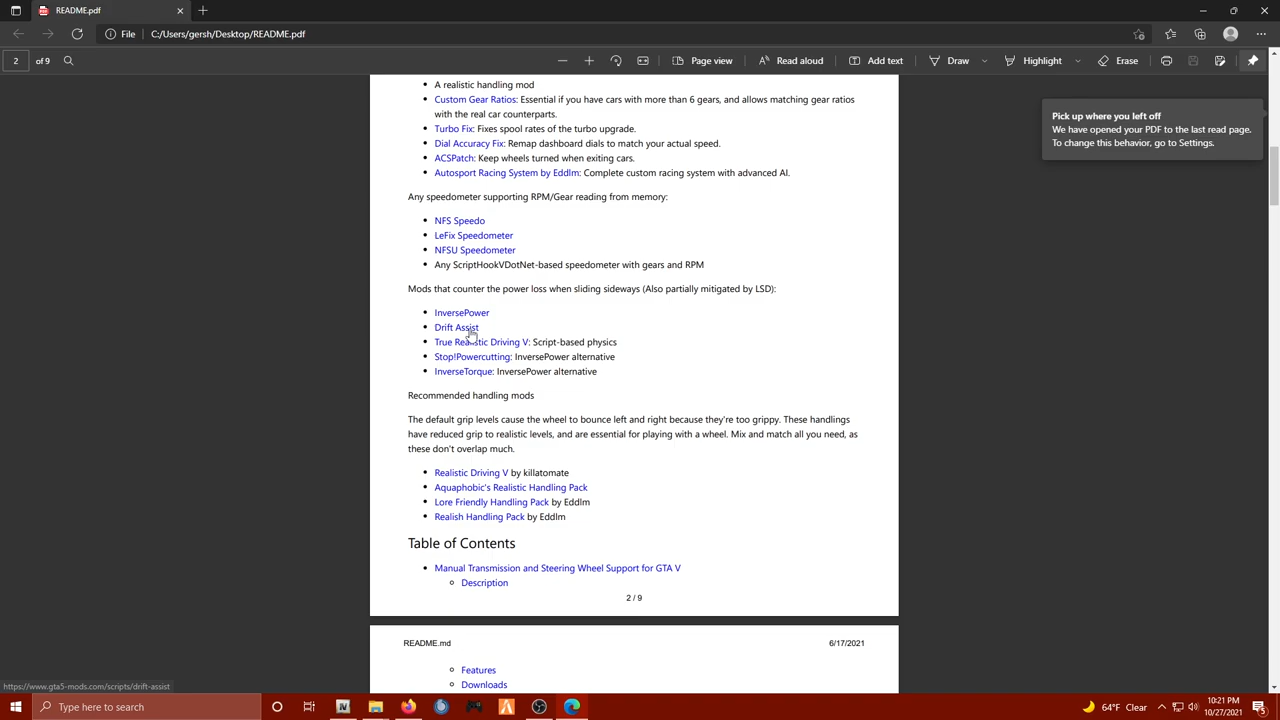 README.pdf
README.pdf
File
C:/Users/gersh/Desktop/README.pdf
2
of 9
Page view
Read aloud
Add text
Draw
Highlight
Erase
Pick up where you left off
We have opened your PDF to the last read page.
To change this behavior, go to Settings.
• A realistic handling mod
• Custom Gear Ratios: Essential if you have cars with more than 6 gears, and allows matching gear ratios
with the real car counterparts.
• Turbo Fix: Fixes spool rates of the turbo upgrade.
• Dial Accuracy Fix: Remap dashboard dials to match your actual speed.
• ACSPatch: Keep wheels turned when exiting cars.
• Autosport Racing System by Eddlm: Complete custom racing system with advanced AI.
Any speedometer supporting RPM/Gear reading from memory:
• NFS Speedo
• LeFix Speedometer
• NFSU Speedometer
• Any ScriptHookVDotNet-based speedometer with gears and RPM
Mods that counter the power loss when sliding sideways (Also partially mitigated by LSD):
• InversePower
• Drift Assist
• True Realistic Driving V: Script-based physics
• Stop!Powercutting: InversePower alternative
• InverseTorque: InversePower alternative
Recommended handling mods
The default grip levels cause the wheel to bounce left and right because they're too grippy. These handlings
have reduced grip to realistic levels, and are essential for playing with a wheel. Mix and match all you need, as
these don't overlap much.
• Realistic Driving V by killatomate
• Aquaphobic's Realistic Handling Pack
• Lore Friendly Handling Pack by Eddlm
• Realish Handling Pack by Eddlm
Table of Contents
• Manual Transmission and Steering Wheel Support for GTA V
◦ Description
2 / 9
README.md
6/17/2021
◦ Features
◦ Downloads
https://www.gta5-mods.com/scripts/drift-assist
Type here to search
64°F Clear
10:21 PM
10/27/2021